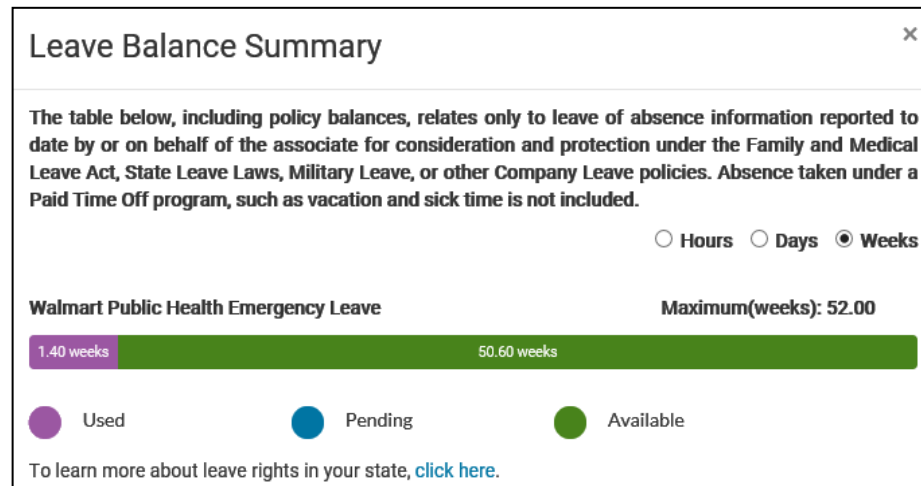 Leave Balance Summary
×
The table below, including policy balances, relates only to leave of absence information reported to
date by or on behalf of the associate for consideration and protection under the Family and Medical
Leave Act, State Leave Laws, Military Leave, or other Company Leave policies. Absence taken under a
Paid Time Off program, such as vacation and sick time is not included.
Hours Days Weeks
Walmart Public Health Emergency Leave Maximum(weeks): 52.00
1.40 weeks 50.60 weeks
Used Pending Available
To learn more about leave rights in your state, click here.